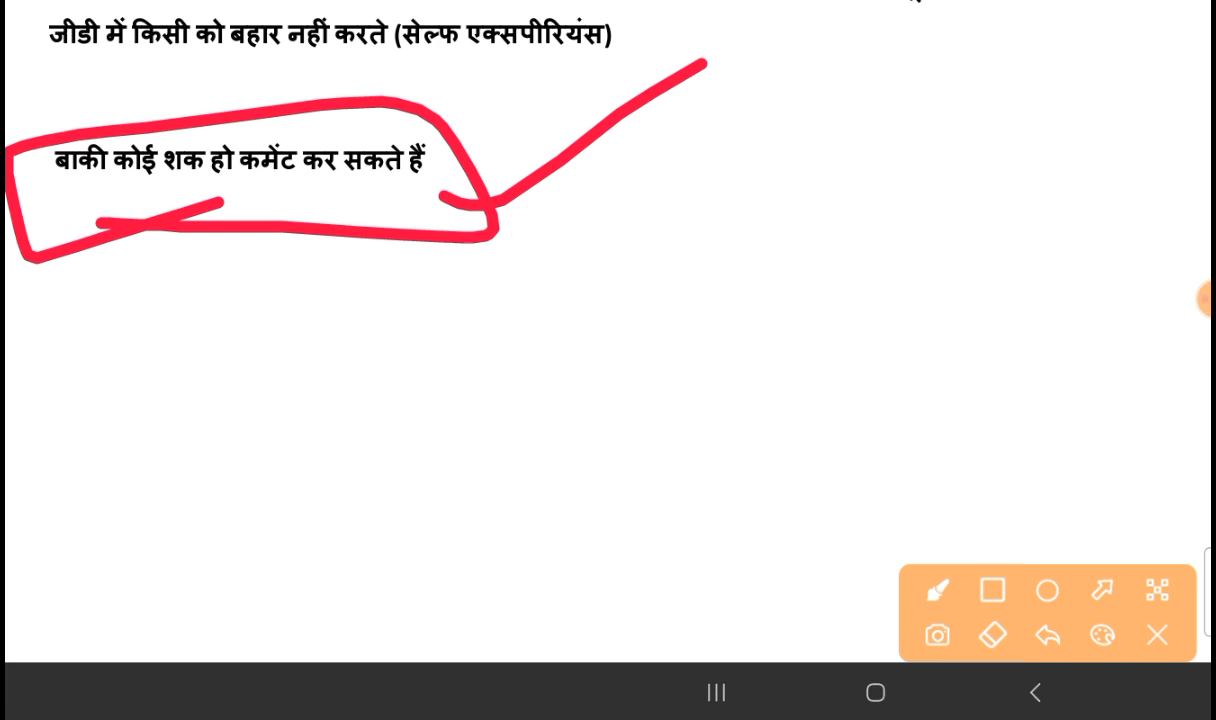 जीडी में किसी को बहार नहीं करते (सेल्फ एक्सपीरियंस)
बाकी कोई शक हो कमेंट कर सकते हैं